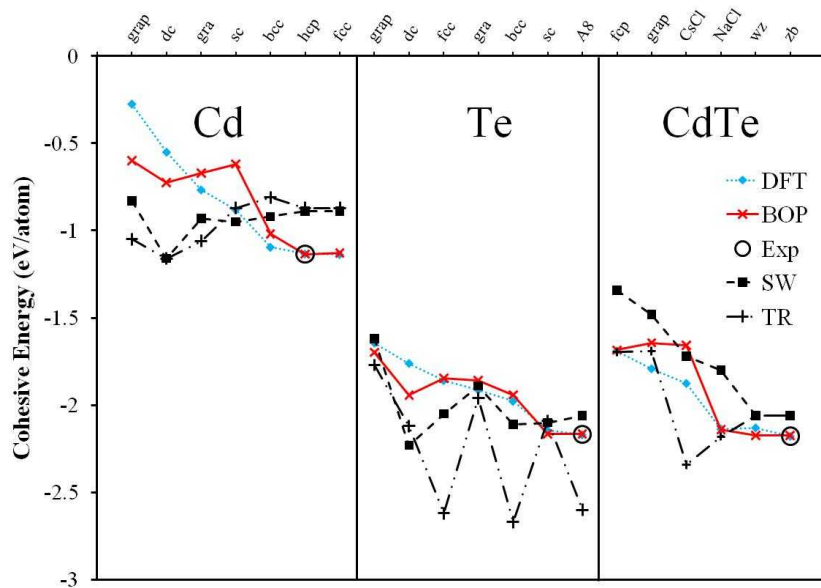 grap dc gra sc bcc hcp fcc grap dc fcc gra bcc sc A8 fcp grap CsCl NaCl wz zb
0
Cd Te CdTe
-0.5
DFT
BOP
-1
Exp
SW
-1.5
TR
-2
-2.5
-3
Cohesive Energy (eV/atom)